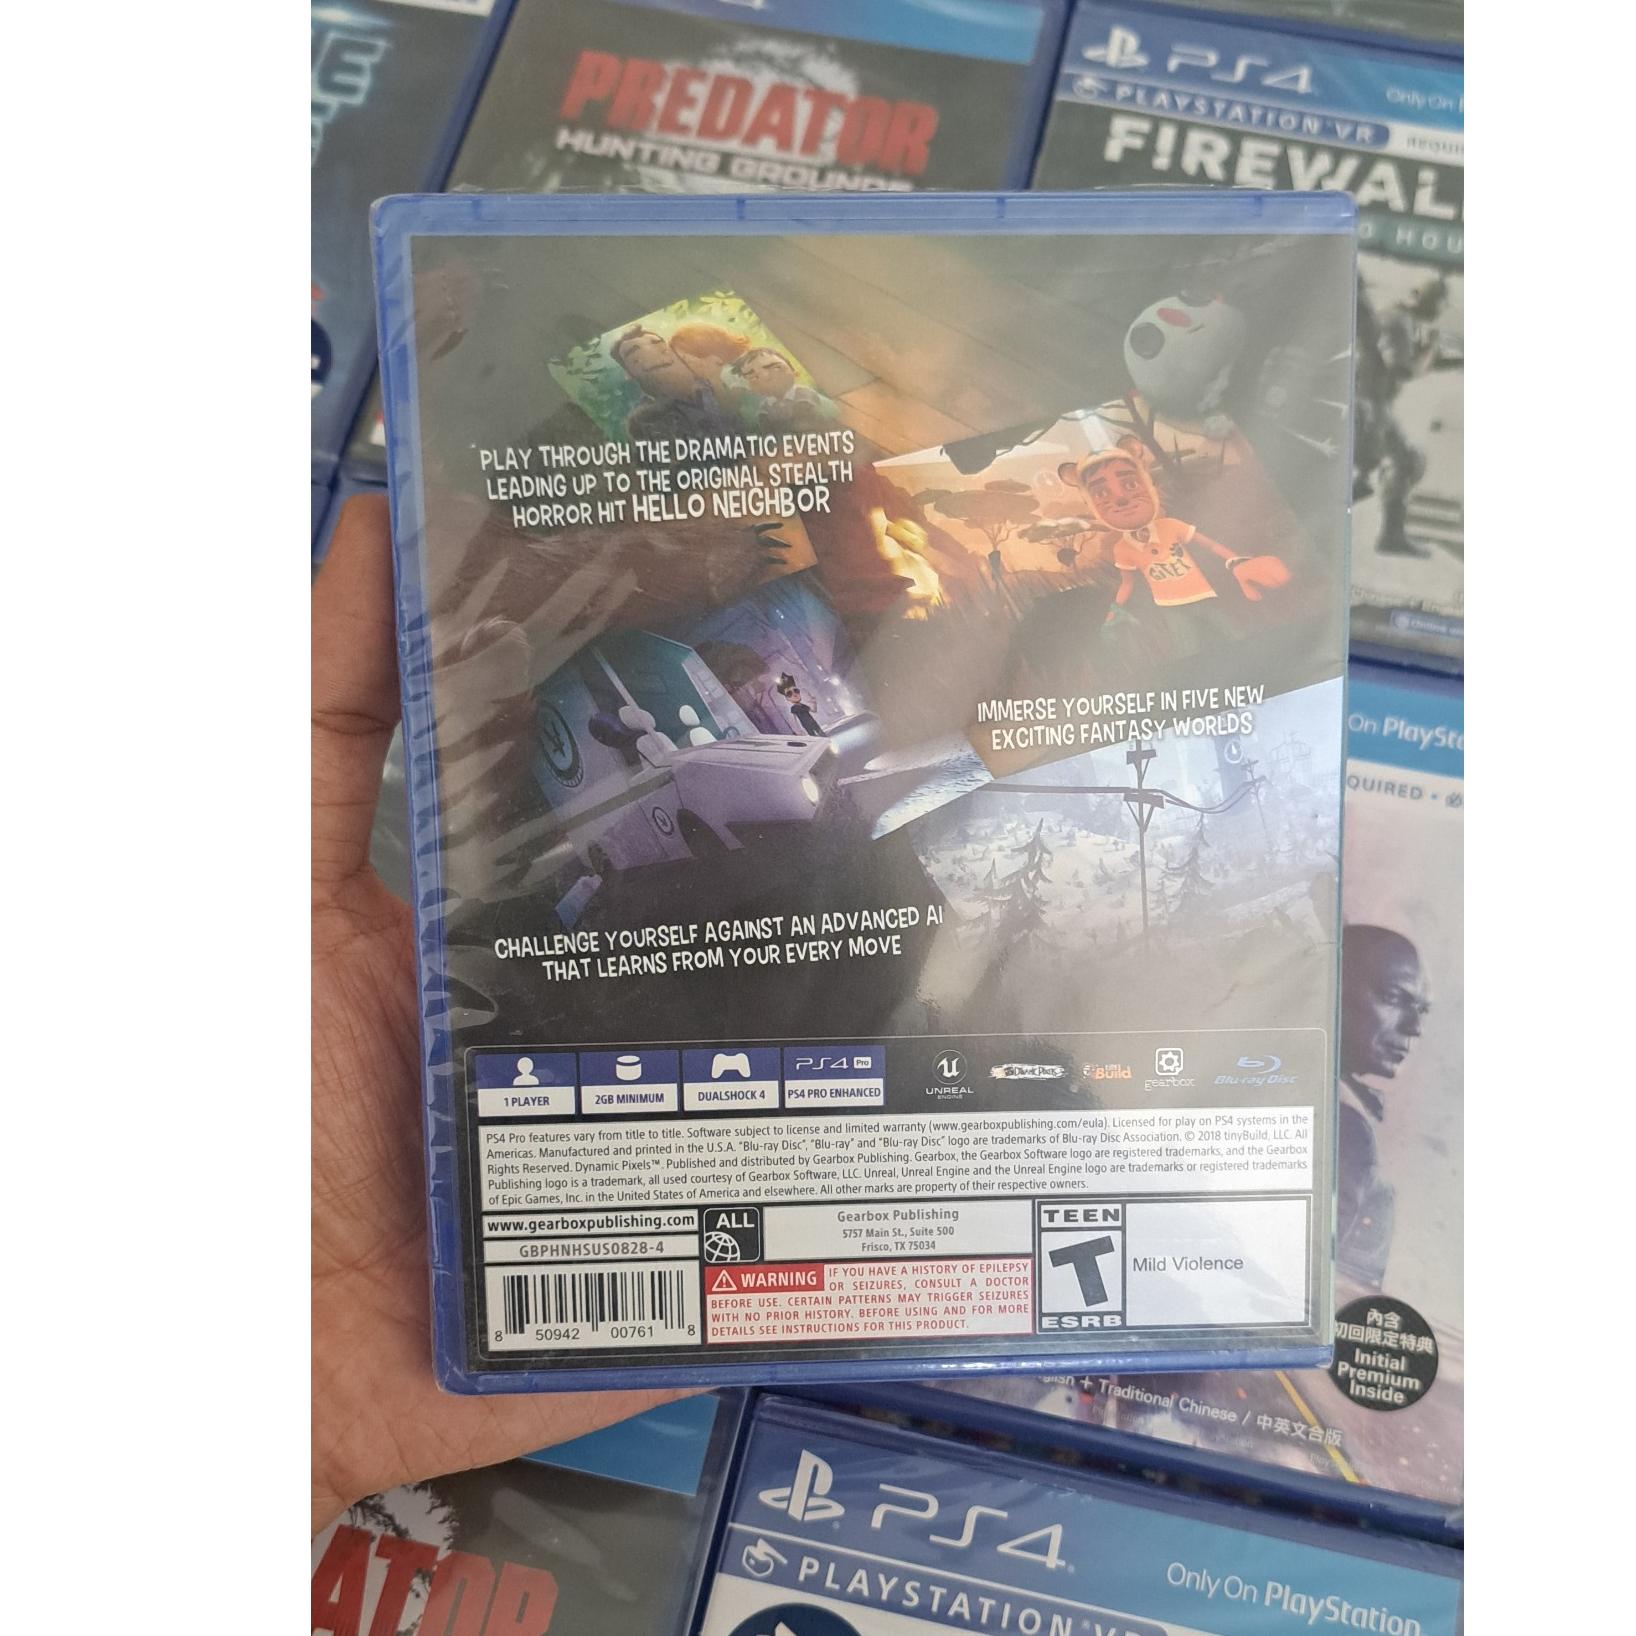 PREDATOR
HUNTING GROUNDS
PS4
Only On
PLAYSTATION VR
F!REWAL
HOU
PLAY THROUGH THE DRAMATIC EVENTS
LEADING UP TO THE ORIGINAL STEALTH
HORROR HIT HELLO NEIGHBOR
IMMERSE YOURSELF IN FIVE NEW
EXCITING FANTASY WORLDS
On PlaySta
QUIRED
CHALLENGE YOURSELF AGAINST AN ADVANCED AI
THAT LEARNS FROM YOUR EVERY MOVE
1 PLAYER
2GB MINIMUM
DUALSHOCK 4
PS4 Pro
PS4 PRO ENHANCED
UNREAL
ENGINE
Build
gearbox
Blu-ray Disc
PS4 Pro features vary from title to title. Software subject to license and limited warranty (www.gearboxpublishing.com/eula). Licensed for play on PS4 systems in the
Americas. Manufactured and printed in the U.S.A. "Blu-ray Disc", "Blu-ray" and "Blu-ray Disc" logo are trademarks of Blu-ray Disc Association. © 2018 tinyBuild, LLC. All
Rights Reserved. Dynamic Pixels™. Published and distributed by Gearbox Publishing. Gearbox, the Gearbox Software logo are registered trademarks, and the Gearbox
Publishing logo is a trademark, all used courtesy of Gearbox Software, LLC. Unreal, Unreal Engine and the Unreal Engine logo are trademarks or registered trademarks
of Epic Games, Inc. in the United States of America and elsewhere. All other marks are property of their respective owners.
www.gearboxpublishing.com
GBPHNHSUS0828-4
ALL
Gearbox Publishing
5757 Main St., Suite 500
Frisco, TX 75034
WARNING IF YOU HAVE A HISTORY OF EPILEPSY
OR SEIZURES, CONSULT A DOCTOR
BEFORE USE. CERTAIN PATTERNS MAY TRIGGER SEIZURES
WITH NO PRIOR HISTORY. BEFORE USING AND FOR MORE
DETAILS SEE INSTRUCTIONS FOR THIS PRODUCT.
TEEN
T
ESRB
Mild Violence
8 50942 00761 8
內含
初回限定特典
Initial
Premium
Inside
+ Traditional Chinese / 中英文合版
PS4
PLAYSTATION VR
Only On PlayStation